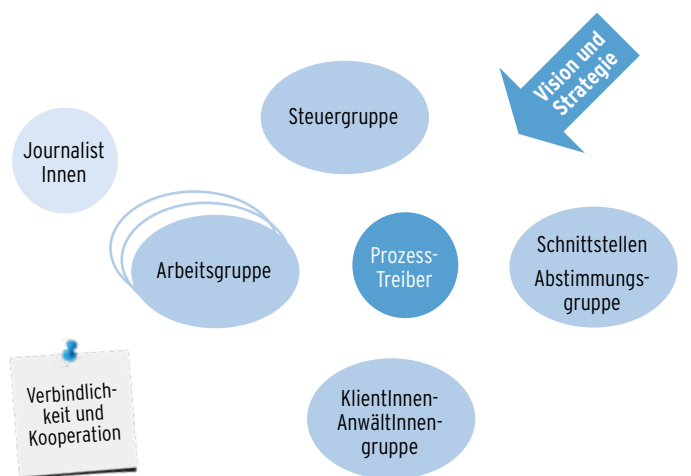 Vision und
Strategie
Steuergruppe
Journalist
Innen
Arbeitsgruppe
Prozess-
Treiber
Schnittstellen
Abstimmungs-
gruppe
Verbindlich-
keit und
Kooperation
KlientInnen-
AnwältInnen-
gruppe